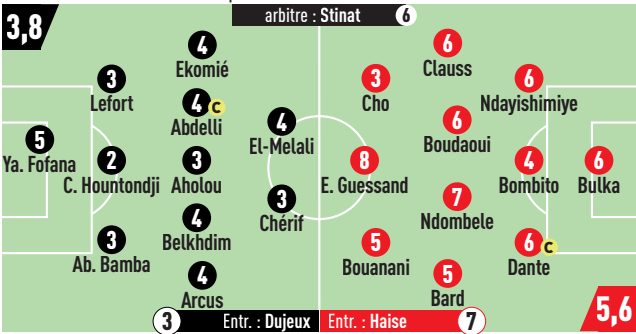 arbitre : Stinat 6
3,8
4
Ekomié
3
Lefort
4 C
Abdelli
4
El-Melali
5
Ya. Fofana
2
C. Hountondji
3
Aholou
3
Chérif
4
Belkhdim
3
Ab. Bamba
4
Arcus
3 Entr. : Dujeux
6
Clauss
3
Cho
6
Ndayishimiye
6
Boudaoui
8
E. Guessand
4
Bombito
6
Bulka
7
Ndombele
5
Bouanani
6 C
Dante
5
Bard
Entr. : Haise 7
5,6